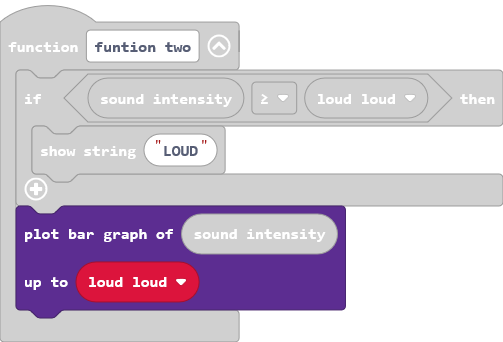 function funtion two
if sound intensity ≥ loud loud then
show string "LOUD"
plot bar graph of sound intensity
up to loud loud